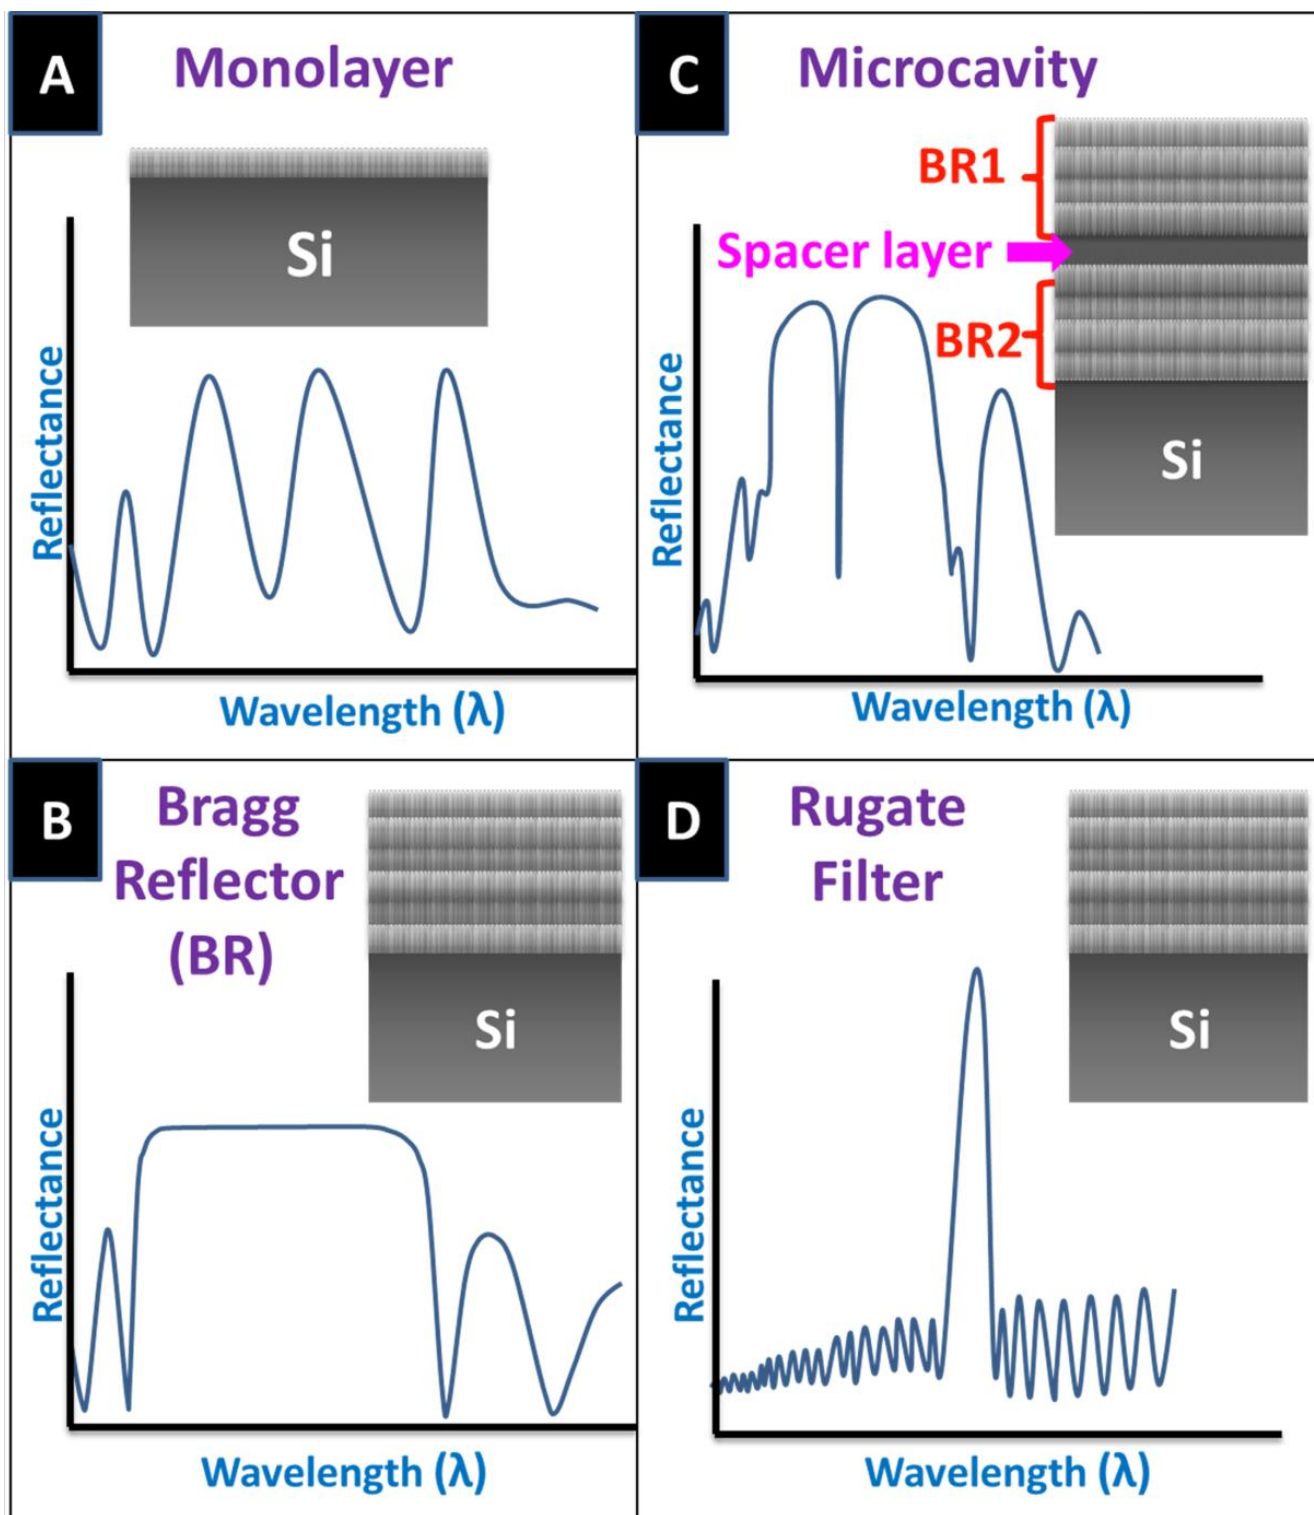 A
Monolayer
Si
Reflectance
Wavelength (λ)
C
Microcavity
BR1
Spacer layer
BR2
Si
Reflectance
Wavelength (λ)
B
Bragg
Reflector
(BR)
Si
Reflectance
Wavelength (λ)
D
Rugate
Filter
Si
Reflectance
Wavelength (λ)